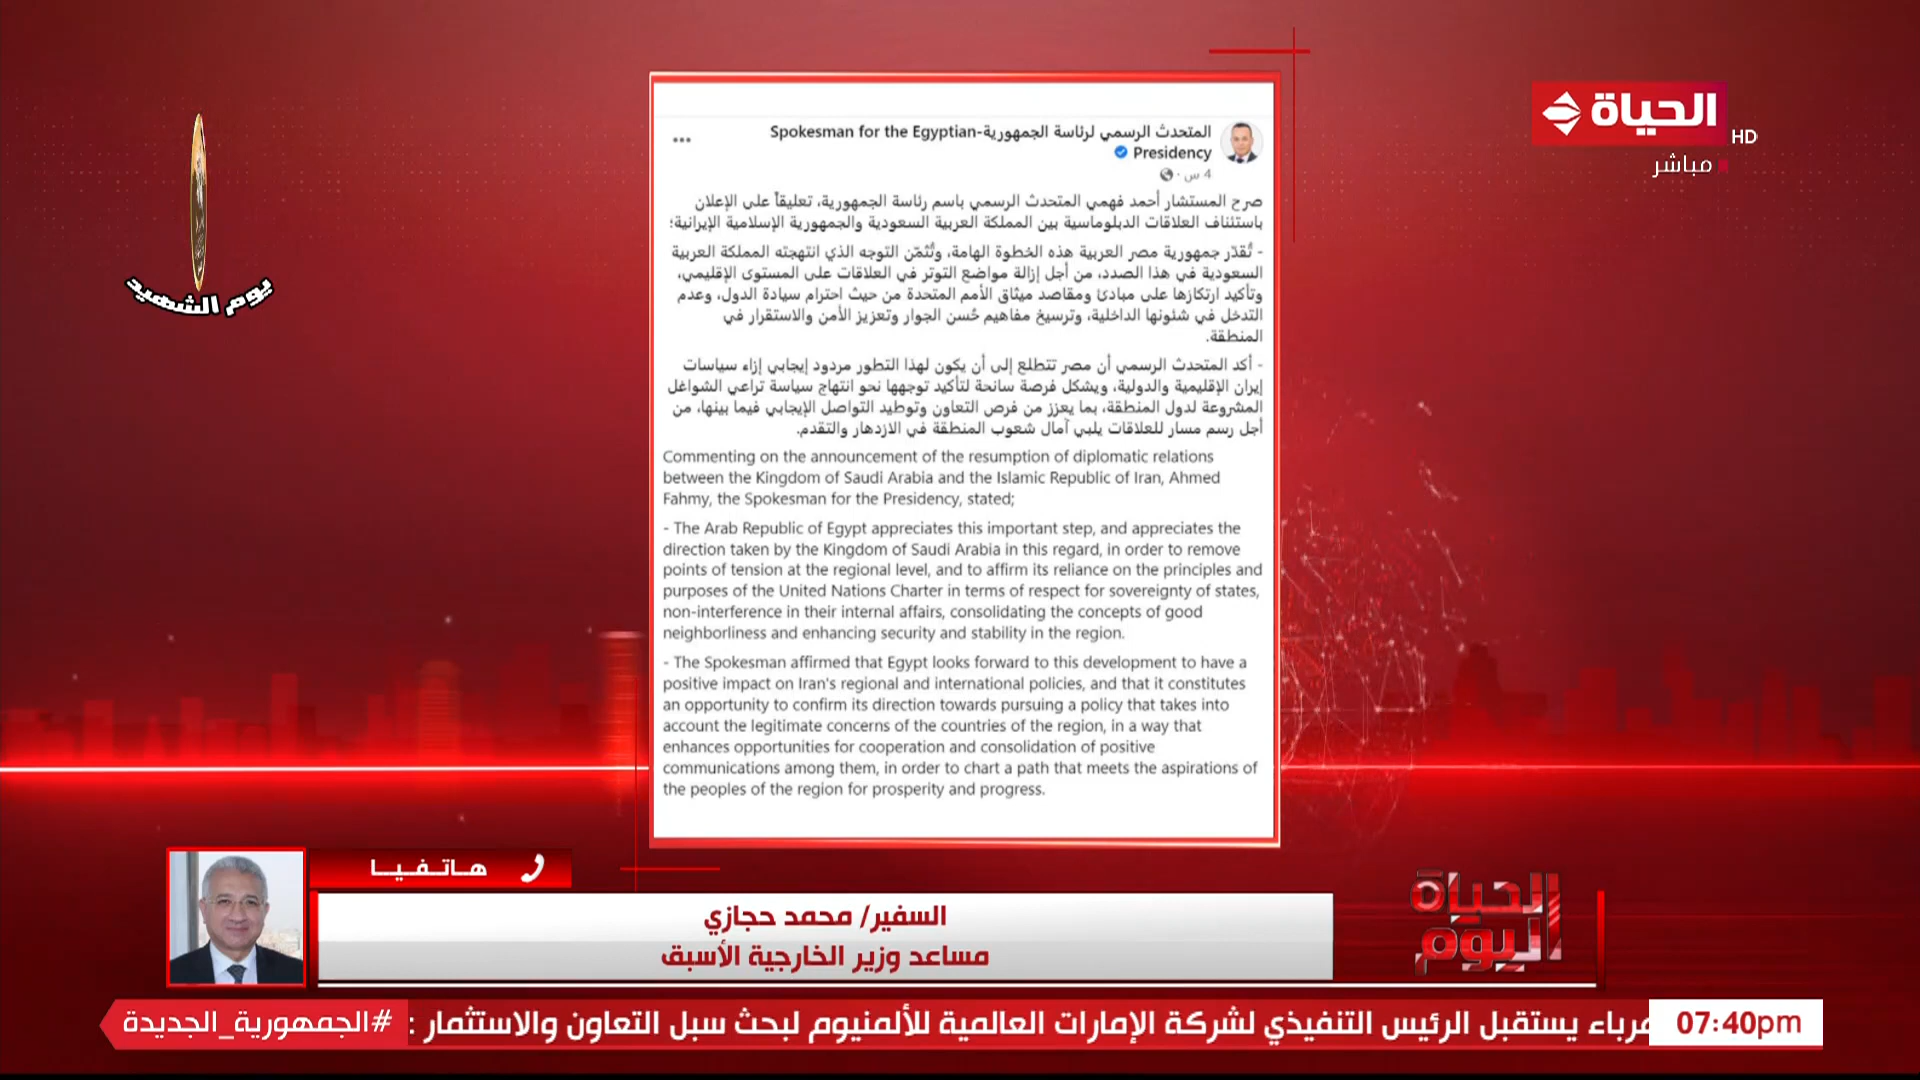 الحياة
HD
مباشر
يوم الشهيد
المتحدث الرسمي لرئاسة الجمهورية-Spokesman for the Egyptian
Presidency
4 س
صرح المستشار أحمد فهمي المتحدث الرسمي باسم رئاسة الجمهورية، تعليقاً على الإعلان
باستئناف العلاقات الدبلوماسية بين المملكة العربية السعودية والجمهورية الإسلامية الإيرانية؛
- تُقدّر جمهورية مصر العربية هذه الخطوة الهامة، وتُثمّن التوجه الذي انتهجته المملكة العربية
السعودية في هذا الصدد، من أجل إزالة مواضع التوتر في العلاقات على المستوى الإقليمي،
وتأكيد ارتكازها على مبادئ ومقاصد ميثاق الأمم المتحدة من حيث احترام سيادة الدول، وعدم
التدخل في شئونها الداخلية، وترسيخ مفاهيم حُسن الجوار وتعزيز الأمن والاستقرار في
المنطقة.
- أكد المتحدث الرسمي أن مصر تتطلع إلى أن يكون لهذا التطور مردود إيجابي إزاء سياسات
إيران الإقليمية والدولية، ويشكل فرصة سانحة لتأكيد توجهها نحو انتهاج سياسة تراعي الشواغل
المشروعة لدول المنطقة، بما يعزز من فرص التعاون وتوطيد التواصل الإيجابي فيما بينها، من
أجل رسم مسار للعلاقات يلبي آمال شعوب المنطقة في الازدهار والتقدم.
Commenting on the announcement of the resumption of diplomatic relations
between the Kingdom of Saudi Arabia and the Islamic Republic of Iran, Ahmed
Fahmy, the Spokesman for the Presidency, stated;
- The Arab Republic of Egypt appreciates this important step, and appreciates the
direction taken by the Kingdom of Saudi Arabia in this regard, in order to remove
points of tension at the regional level, and to affirm its reliance on the principles and
purposes of the United Nations Charter in terms of respect for sovereignty of states,
non-interference in their internal affairs, consolidating the concepts of good
neighborliness and enhancing security and stability in the region.
- The Spokesman affirmed that Egypt looks forward to this development to have a
positive impact on Iran's regional and international policies, and that it constitutes
an opportunity to confirm its direction towards pursuing a policy that takes into
account the legitimate concerns of the countries of the region, in a way that
enhances opportunities for cooperation and consolidation of positive
communications among them, in order to chart a path that meets the aspirations of
the peoples of the region for prosperity and progress.
هاتفيا
السفير/ محمد حجازي
مساعد وزير الخارجية الأسبق
الحياة
اليوم
07:40pm
يستقبل الرئيس التنفيذي لشركة الإمارات العالمية للألمنيوم لبحث سبل التعاون والاستثمار :
#الجمهورية_الجديدة